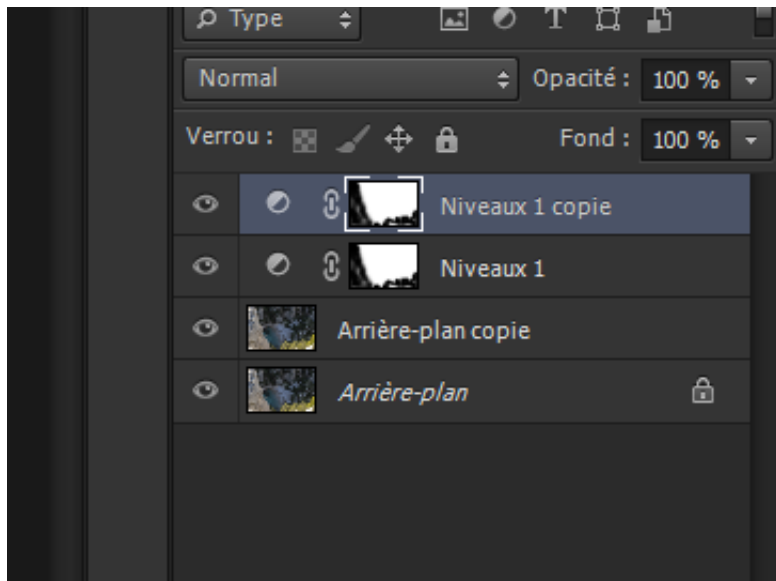 Type
Normal Opacité : 100 %
Verrou : Fond : 100 %
Niveaux 1 copie
Niveaux 1
Arrière-plan copie
Arrière-plan